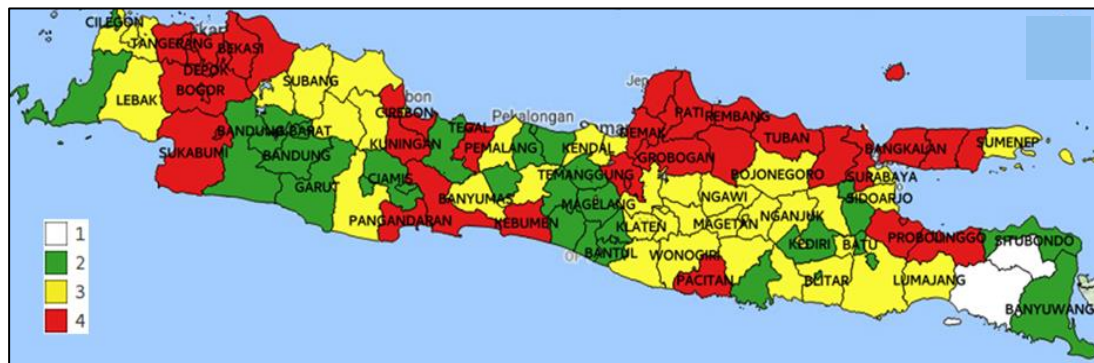 CILEGON
TANGERANG
BEKASI
DEPOK
BOGOR
LEBAK
SUBANG
SUKABUMI
BANDUNG BARAT
BANDUNG
GARUT
CIREBON
KUNINGAN
CIAMIS
PANGANDARAN
TEGAL
PEMALANG
Pekalongan
KENDAL
BANYUMAS
KEBUMEN
TEMANGGUNG
MAGELANG
BANTUL
KLATEN
DEMAK
PATI
REMBANG
GROBOGAN
TUBAN
BOJONEGORO
NGAWI
MAGETAN
NGANJUK
WONOGIRI
PACITAN
KEDIRI
BATU
BLITAR
LUMAJANG
BANGKALAN
SUMENEP
SURABAYA
SIDOARJO
SITUBONDO
1
2
3
4